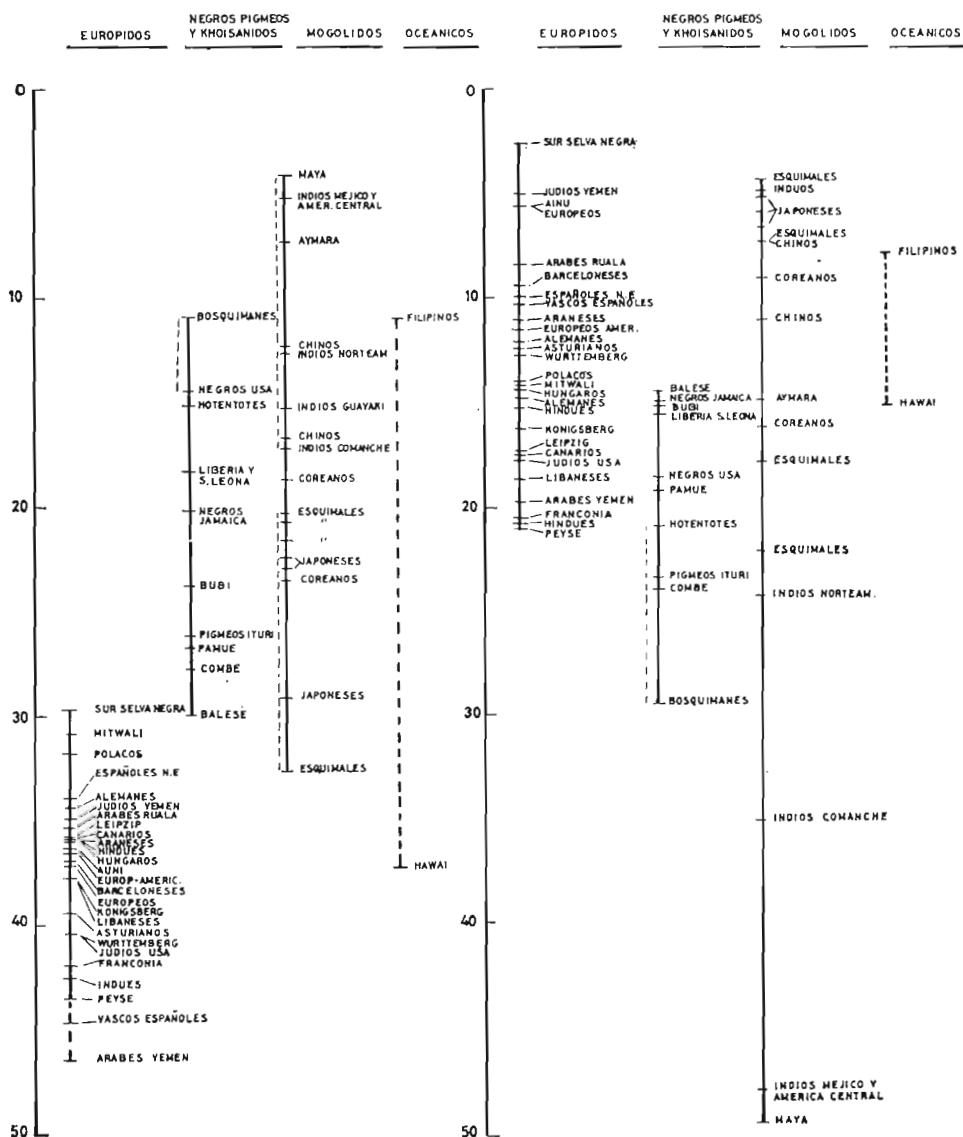 EUROPIDOS
NEGROS PIGMEOS
Y KHOISANIDOS
MOGOLIDOS
OCEANICOS
0
10
20
30
40
50
SUR SELVA NEGRA
MITWALI
POLACOS
ESPAÑOLES N.E
ALEMANES
JUDIOS YEMEN
ARABES RUALA
LEIPZIP
CANARIOS
ARANESES
HINDUES
HUNGAROS
AUNI
EUROP-AMERIC.
BARCELONESES
EUROPEOS
KONIGSBERG
LIBANESES
ASTURIANOS
WURTTEMBERG
JUDIOS USA
FRANCONIA
INDUES
PEYSE
VASCOS ESPAÑOLES
ARABES YEMEN
BOSQUIMANES
NEGROS USA
HOTENTOTES
LIBERIA Y
S. LEONA
NEGROS
JAMAICA
BUBI
PIGMEOS ITURI
PAMUE
COMBE
BALESE
MAYA
INDIOS MEJICO Y
AMER. CENTRAL
AYMARA
CHINOS
INDIOS NORTEAM
INDIOS GUAYAKI
CHINOS
INDIOS COMANCHE
COREANOS
ESQUIMALES
"
"
JAPONESES
COREANOS
JAPONESES
ESQUIMALES
FILIPINOS
HAWAI
EUROPIDOS
NEGROS PIGMEOS
Y KHOISANIDOS
MOGOLIDOS
OCEANICOS
0
10
20
30
40
50
SUR SELVA NEGRA
JUDIOS YEMEN
AINU
EUROPEOS
ARABES RUALA
BARCELONESES
ESPAÑOLES N.E
VASCOS ESPAÑOLES
ARANESES
EUROPEOS AMER.
ALEMANES
ASTURIANOS
WURTTEMBERG
POLACOS
MITWALI
HUNGAROS
ALEMANES
HINDUES
KONIGSBERG
LEIPZIG
CANARIOS
JUDIOS USA
LIBANESES
ARABES YEMEN
FRANCONIA
HINDUES
PEYSE
BALESE
NEGROS JAMAICA
BUBI
LIBERIA S. LEONA
NEGROS USA
PAMUE
HOTENTOTES
PIGMEOS ITURI
COMBE
BOSQUIMANES
ESQUIMALES
INDUOS
JAPONESES
ESQUIMALES
CHINOS
COREANOS
CHINOS
AYMARA
COREANOS
ESQUIMALES
ESQUIMALES
INDIOS NORTEAM.
INDIOS COMANCHE
INDIOS MEJICO Y
AMERICA CENTRAL
MAYA
FILIPINOS
HAWAI